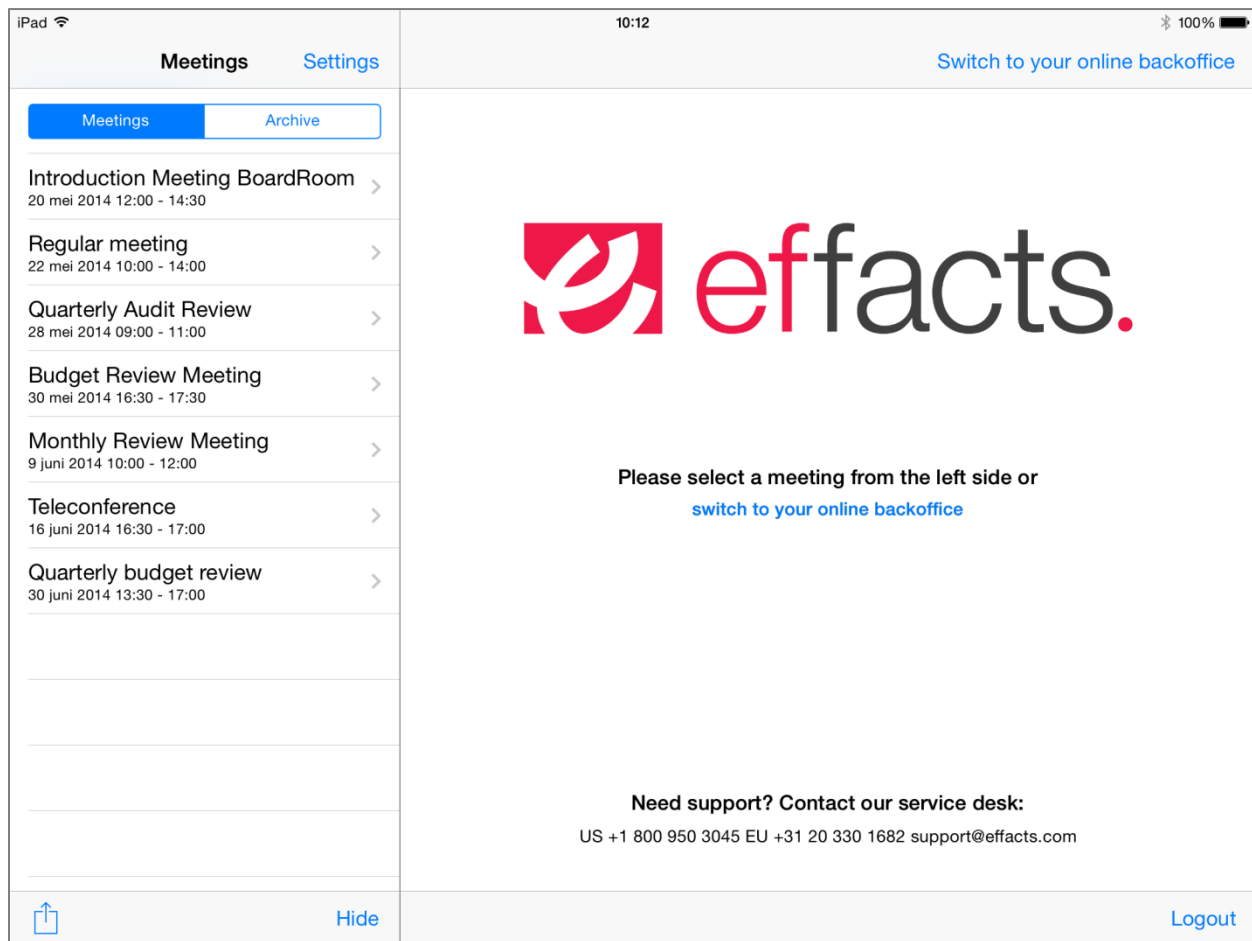 iPad 10:12 100%
Meetings Settings
Switch to your online backoffice
Meetings Archive
Introduction Meeting BoardRoom
20 mei 2014 12:00 - 14:30
Regular meeting
22 mei 2014 10:00 - 14:00
Quarterly Audit Review
28 mei 2014 09:00 - 11:00
Budget Review Meeting
30 mei 2014 16:30 - 17:30
Monthly Review Meeting
9 juni 2014 10:00 - 12:00
Teleconference
16 juni 2014 16:30 - 17:00
Quarterly budget review
30 juni 2014 13:30 - 17:00
Hide
effacts.
Please select a meeting from the left side or
switch to your online backoffice
Need support? Contact our service desk:
US +1 800 950 3045 EU +31 20 330 1682 support@effacts.com
Logout